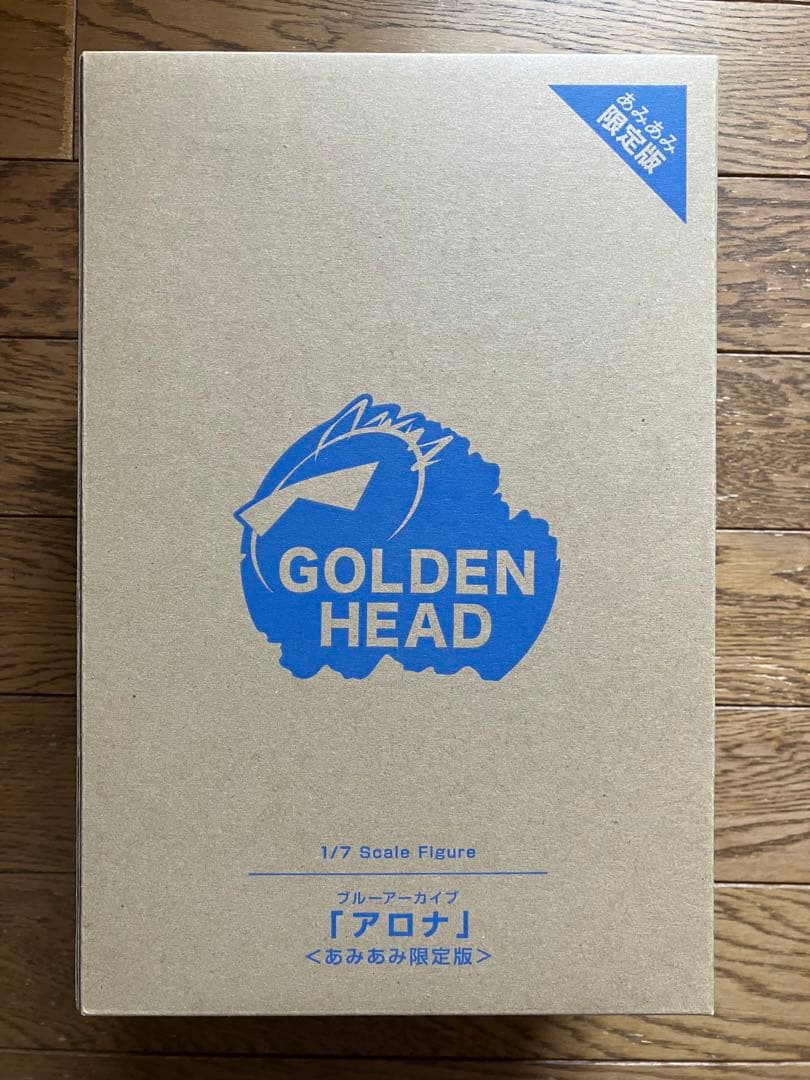 あみあみ
限定版
GOLDEN
HEAD
1/7 Scale Figure
ブルーアーカイブ
「アロナ」
＜あみあみ限定版＞